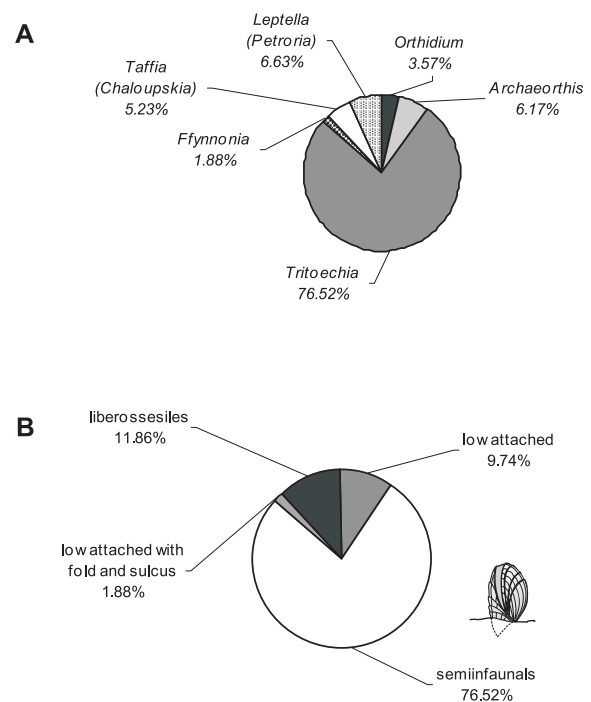 A
Leptella
(Petroria)
6.63%
Orthidium
3.57%
Taffia
(Chaloupskia)
5.23%
Archaeorthis
6.17%
Ffynnonia
1.88%
Tritoechia
76.52%
B
liberossesiles
11.86%
low attached
9.74%
low attached with
fold and sulcus
1.88%
semiinfaunals
76.52%